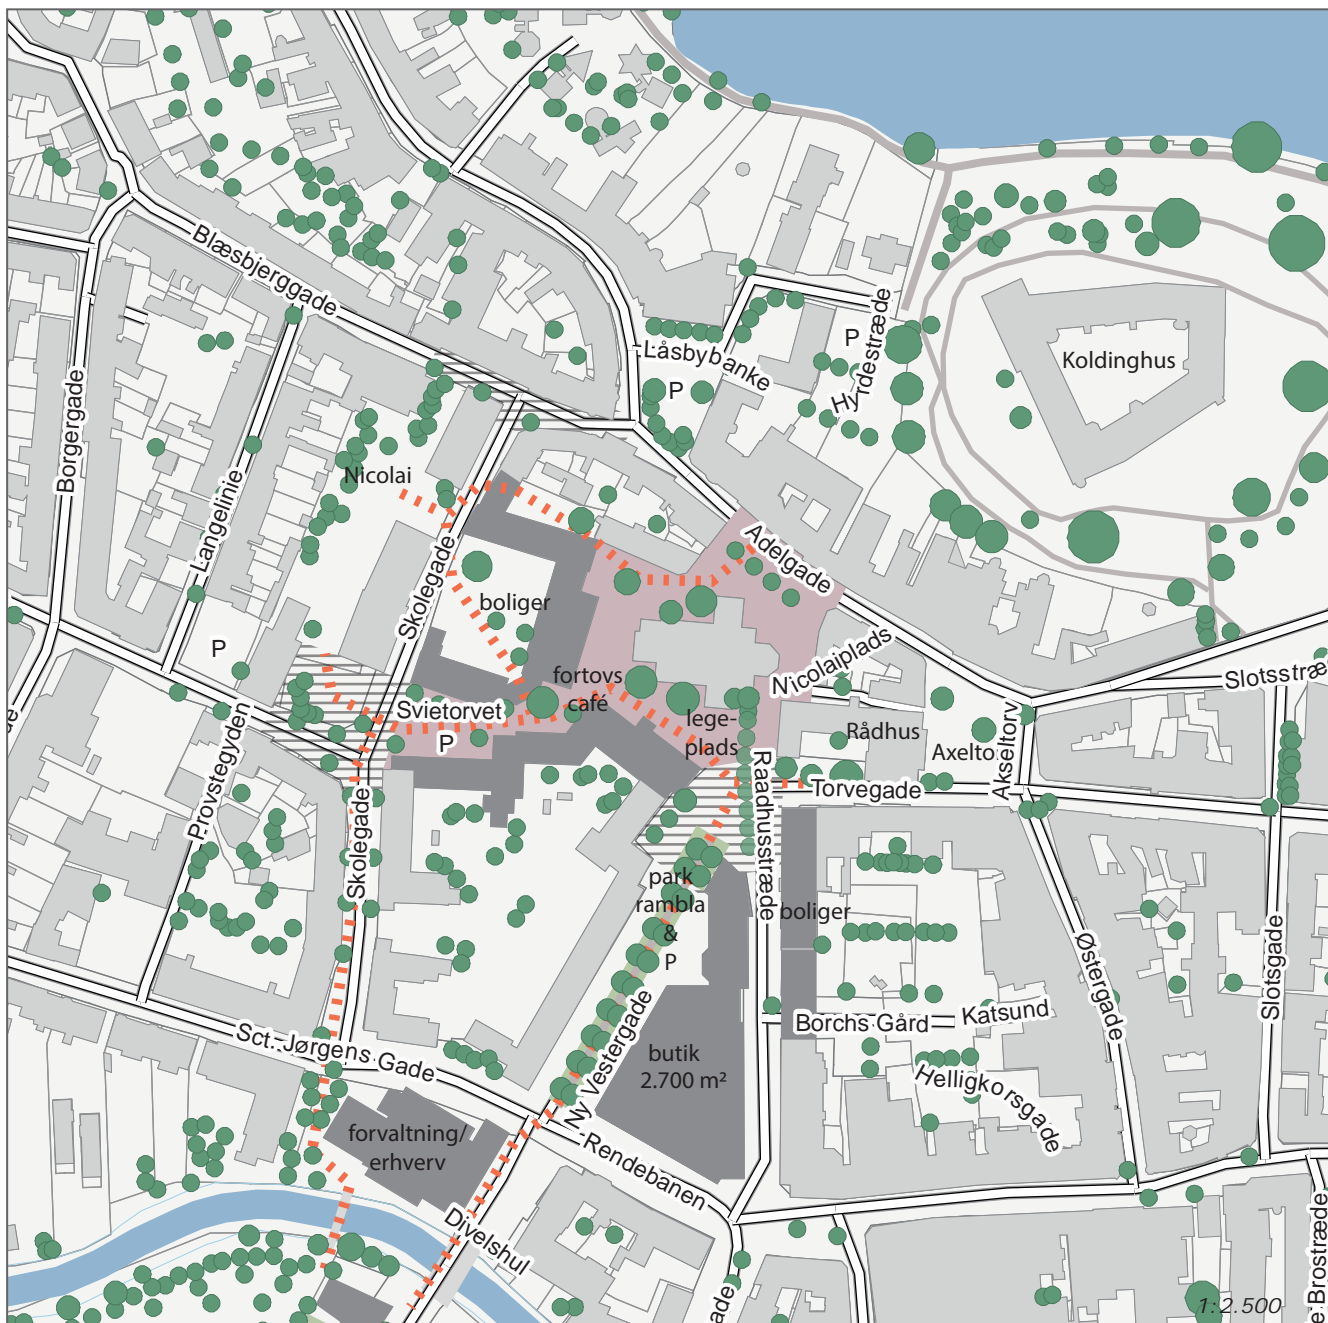 Blæsbjerggade
Låsbybanke
P
P
Hyrdestræde
Koldinghus
Borgergade
Langelinie
Nicolai
Skolegade
Adelgade
boliger
P
fortovs
café
Svietorvet
P
lege-
plads
Nicolaiplads
Rådhus
Axelto
Akseltorv
Slotsstræ
Provstegyden
Skolegade
Raadhusstræde
Torvegade
park
rambla
&
P
boliger
Østergade
Slotsgade
Borchs Gård
Katsund
Helligkorsgade
Sct. Jørgens Gade
Ny Vestergade
butik
2.700 m²
forvaltning/
erhverv
Rendebanen
Divelshul
ade
e Brostræde
1:2.500